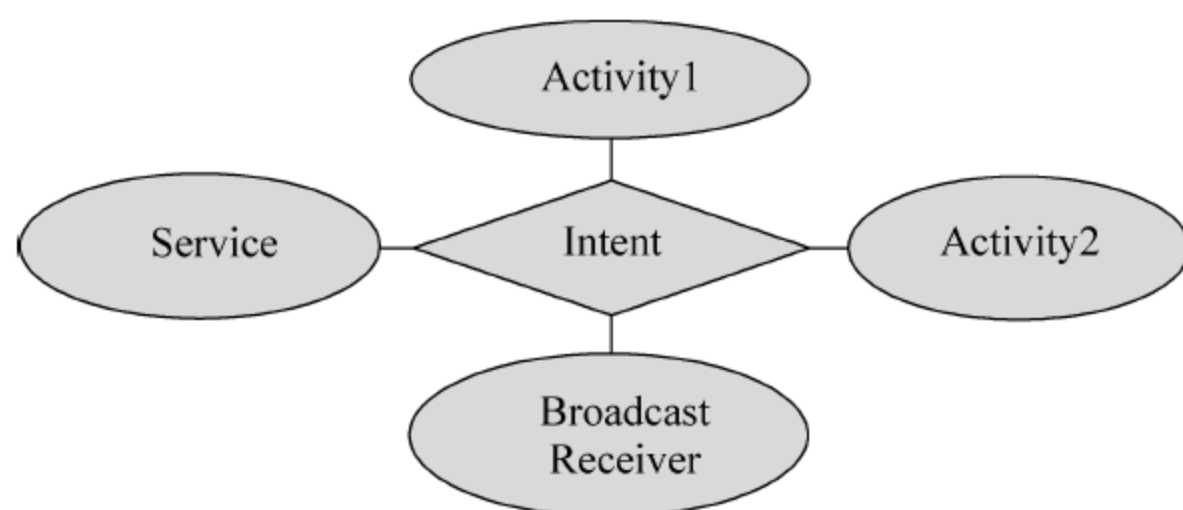 Activity1
Service
Intent
Activity2
Broadcast
Receiver